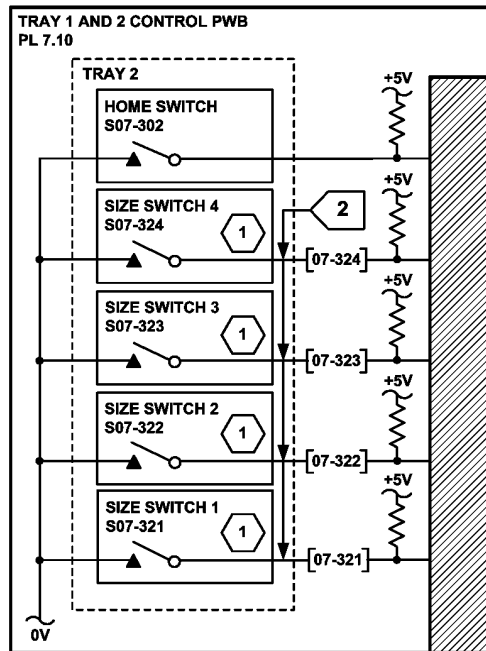 TRAY 1 AND 2 CONTROL PWB
PL 7.10
TRAY 2
+5V
HOME SWITCH
S07-302
+5V
SIZE SWITCH 4
S07-324
1
2
[07-324]
+5V
SIZE SWITCH 3
S07-323
1
[07-323]
+5V
SIZE SWITCH 2
S07-322
1
[07-322]
+5V
SIZE SWITCH 1
S07-321
1
[07-321]
0V